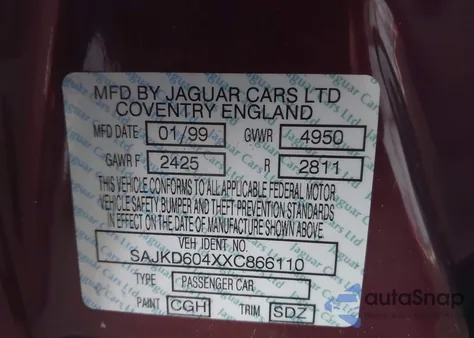 MFD BY JAGUAR CARS LTD
COVENTRY ENGLAND
MFD DATE 01/99 GVWR 4950
GAWR F 2425 R 2811
THIS VEHICLE CONFORMS TO ALL APPLICABLE FEDERAL MOTOR
VEHICLE SAFETY BUMPER AND THEFT PREVENTION STANDARDS
IN EFFECT ON THE DATE OF MANUFACTURE SHOWN ABOVE.
VEH IDENT NO.
SAJKD604XXC866110
TYPE PASSENGER CAR
PAINT CGH TRIM SDZ
autoSnap